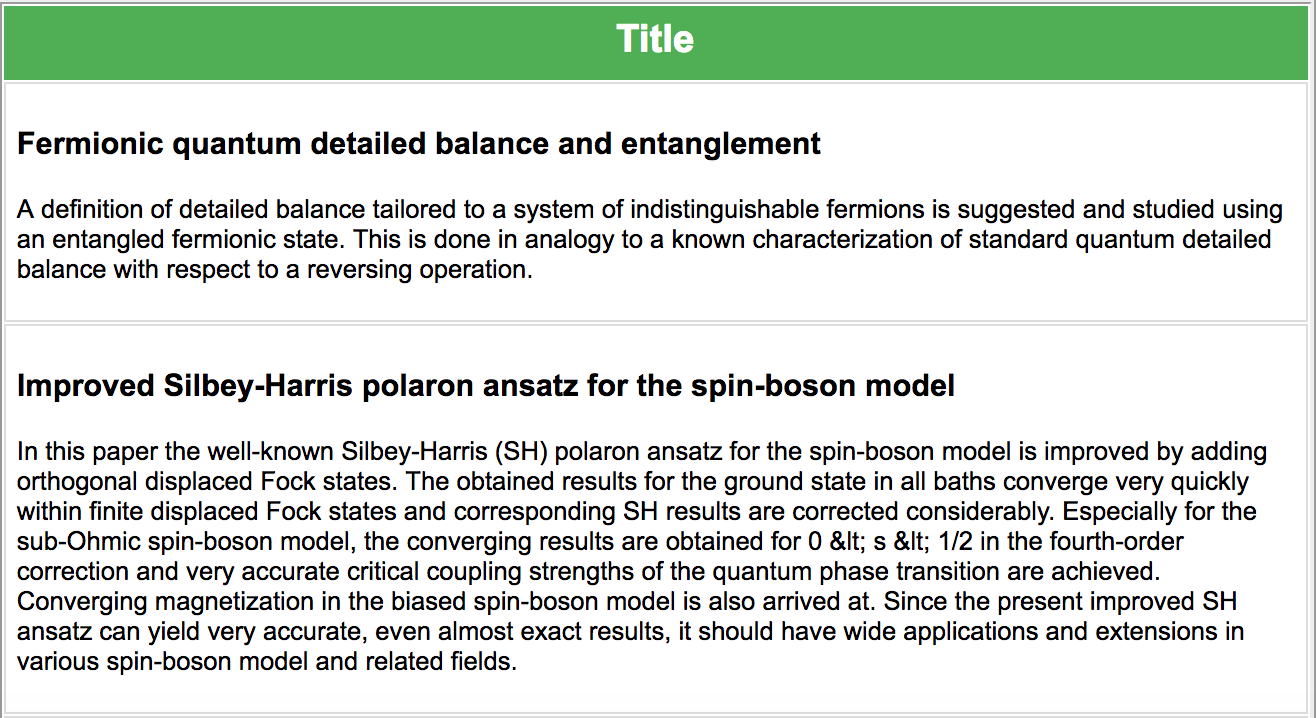 Title
Fermionic quantum detailed balance and entanglement
A definition of detailed balance tailored to a system of indistinguishable fermions is suggested and studied using
an entangled fermionic state. This is done in analogy to a known characterization of standard quantum detailed
balance with respect to a reversing operation.
Improved Silbey-Harris polaron ansatz for the spin-boson model
In this paper the well-known Silbey-Harris (SH) polaron ansatz for the spin-boson model is improved by adding
orthogonal displaced Fock states. The obtained results for the ground state in all baths converge very quickly
within finite displaced Fock states and corresponding SH results are corrected considerably. Especially for the
sub-Ohmic spin-boson model, the converging results are obtained for 0 &lt; s &lt; 1/2 in the fourth-order
correction and very accurate critical coupling strengths of the quantum phase transition are achieved.
Converging magnetization in the biased spin-boson model is also arrived at. Since the present improved SH
ansatz can yield very accurate, even almost exact results, it should have wide applications and extensions in
various spin-boson model and related fields.